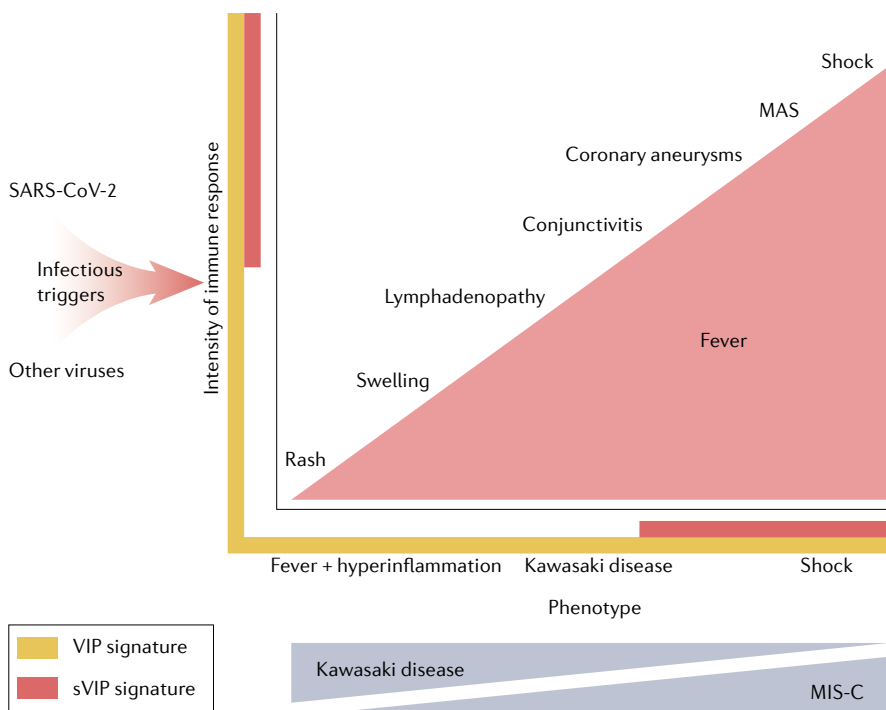 Shock
MAS
Coronary aneurysms
Conjunctivitis
Lymphadenopathy
Swelling
Rash
Fever
Intensity of immune response
SARS-CoV-2
Infectious
triggers
Other viruses
Fever + hyperinflammation
Kawasaki disease
Shock
Phenotype
VIP signature
sVIP signature
Kawasaki disease
MIS-C